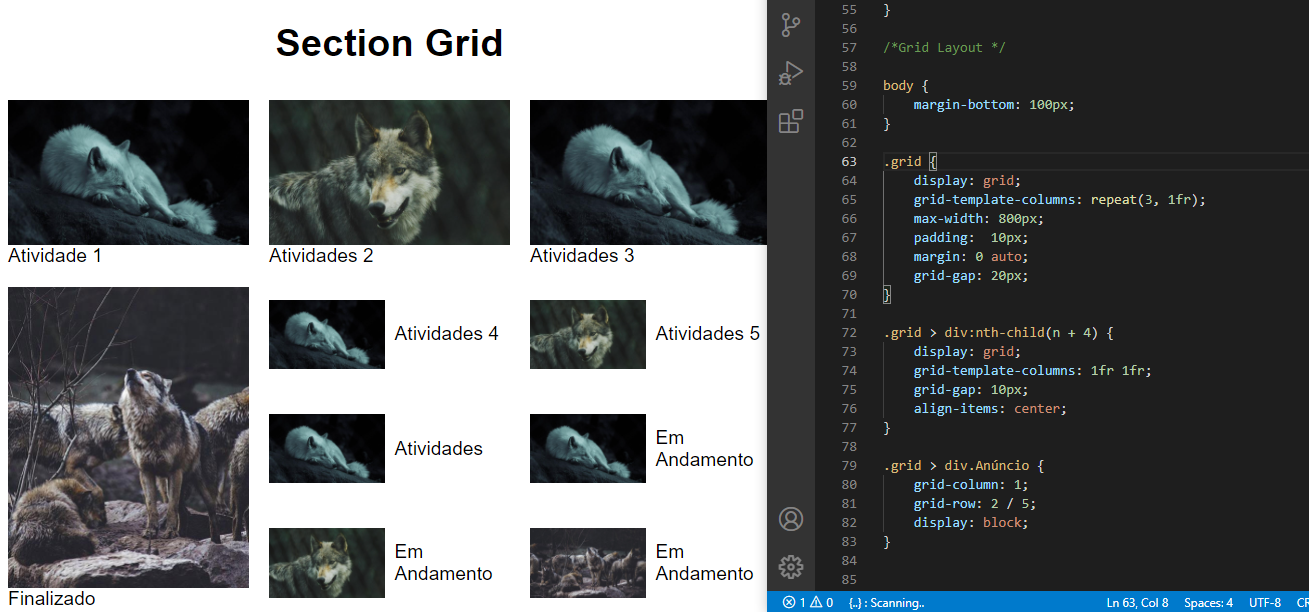 Section Grid
Atividade 1
Atividades 2
Atividades 3
Atividades 4
Atividades 5
Atividades
Em
Andamento
Em
Andamento
Em
Andamento
Finalizado
55 }
56
57 /*Grid Layout */
58
59 body {
60 margin-bottom: 100px;
61 }
62
63 .grid {
64 display: grid;
65 grid-template-columns: repeat(3, 1fr);
66 max-width: 800px;
67 padding:  10px;
68 margin: 0 auto;
69 grid-gap: 20px;
70 }
71
72 .grid > div:nth-child(n + 4) {
73 display: grid;
74 grid-template-columns: 1fr 1fr;
75 grid-gap: 10px;
76 align-items: center;
77 }
78
79 .grid > div.Anúncio {
80 grid-column: 1;
81 grid-row: 2 / 5;
82 display: block;
83 }
84
85
1 0 {..} : Scanning.. Ln 63, Col 8 Spaces: 4 UTF-8 CR